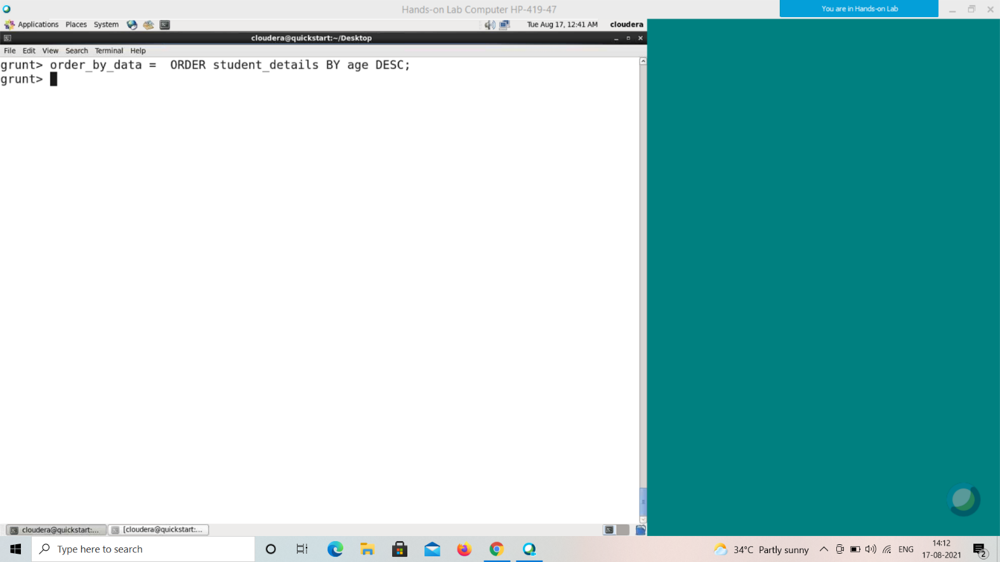 Hands-on Lab Computer HP-419-47
You are in Hands-on Lab
Applications Places System
Tue Aug 17, 12:41 AM cloudera
cloudera@quickstart:~/Desktop
File Edit View Search Terminal Help
grunt> order_by_data =  ORDER student_details BY age DESC;
grunt>
cloudera@quickstart:...
[cloudera@quickstart:...
Type here to search
34°C Partly sunny
ENG
14:12
17-08-2021
2